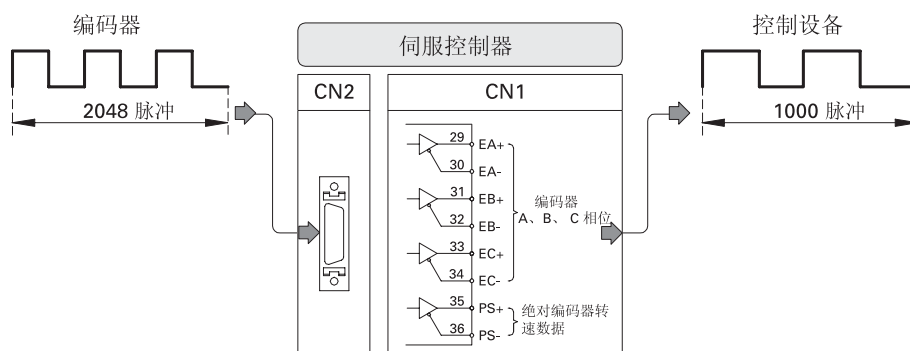 编码器
伺服控制器
控制设备
CN2
CN1
2048 脉冲
1000 脉冲
29 EA+
30 EA-
31 EB+
32 EB-
33 EC+
34 EC-
35 PS+
36 PS-
编码器
A、B、 C 相位
绝对编码器转
速数据